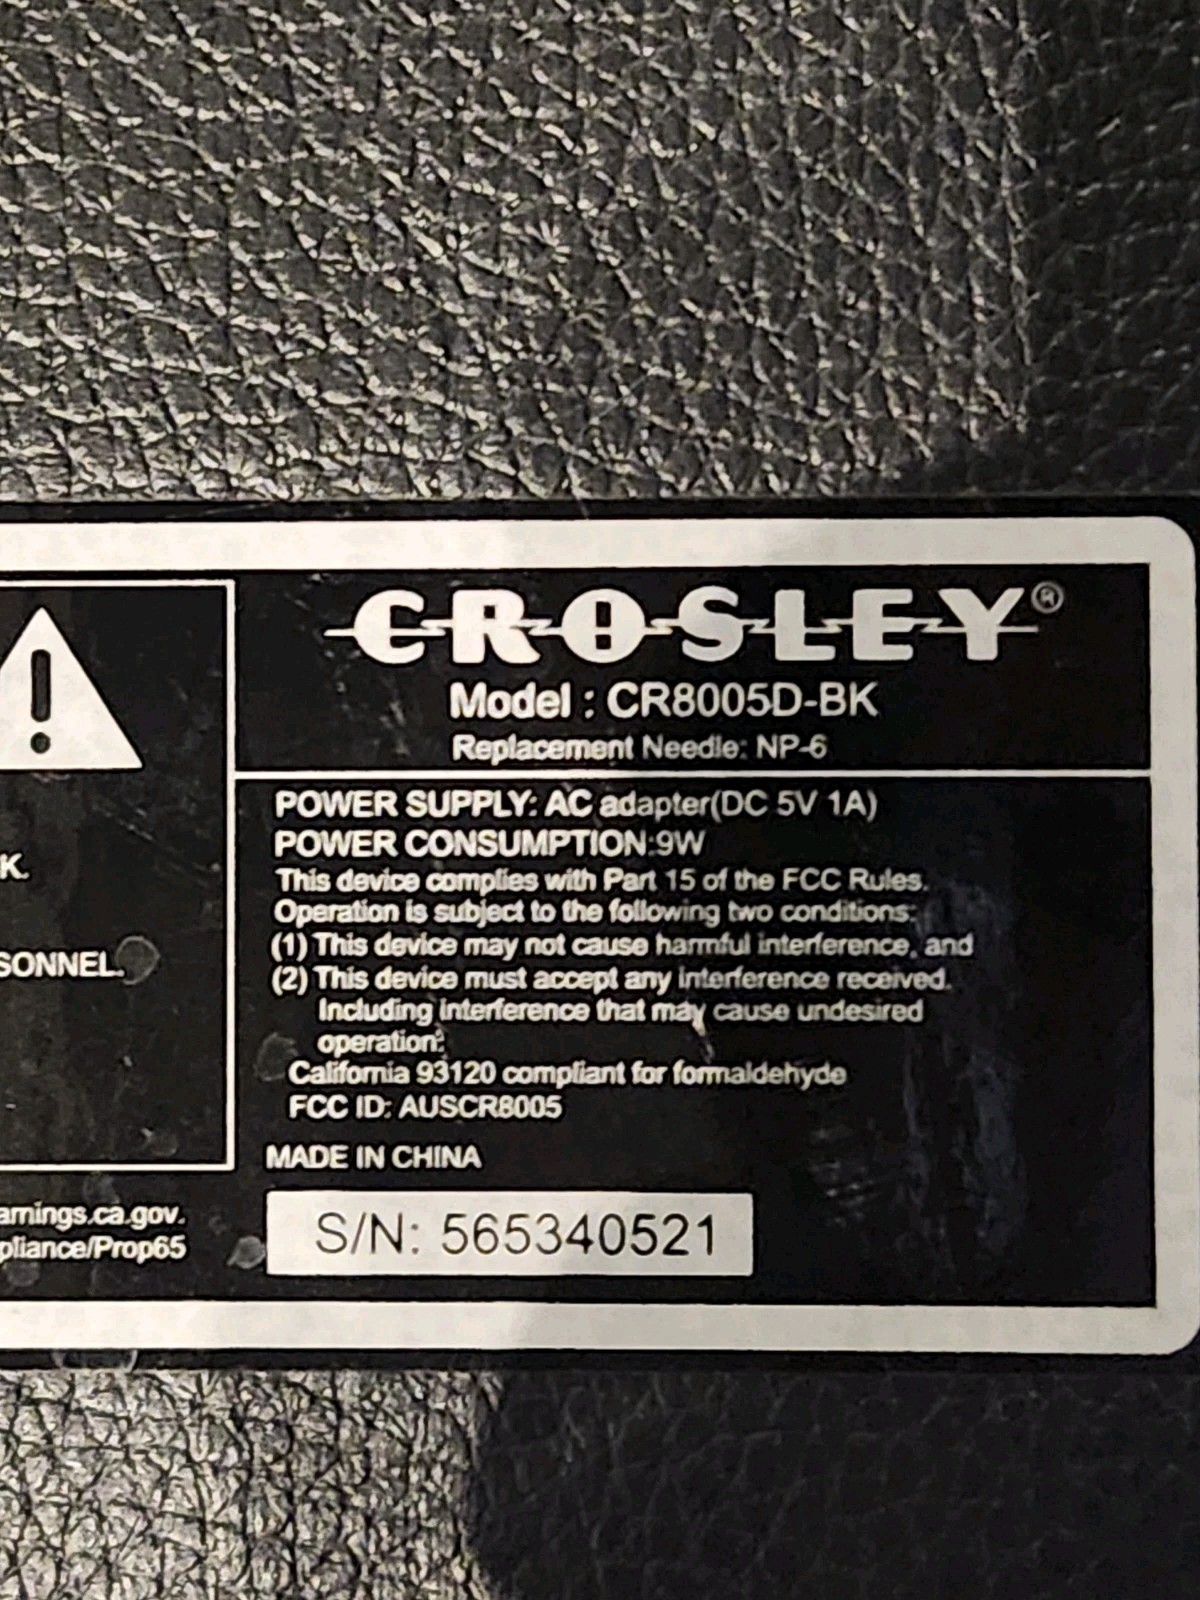 CROSLEY®
Model : CR8005D-BK
Replacement Needle: NP-6
!
K.
SONNEL.
arnings.ca.gov.
pliance/Prop65
POWER SUPPLY: AC adapter(DC 5V 1A)
POWER CONSUMPTION:9W
This device complies with Part 15 of the FCC Rules.
Operation is subject to the following two conditions:
(1) This device may not cause harmful interference, and
(2) This device must accept any interference received.
Including interference that may cause undesired
operation.
California 93120 compliant for formaldehyde
FCC ID: AUSCR8005
MADE IN CHINA
S/N: 565340521